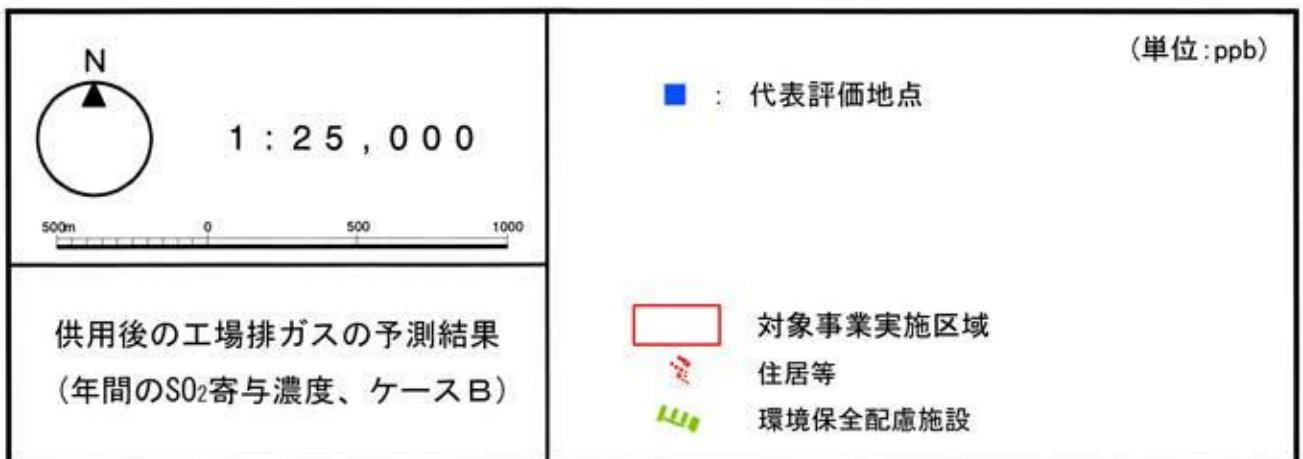 N
1:25,000
500m 0 500 1000
供用後の工場排ガスの予測結果
(年間のSO₂寄与濃度、ケースB)
(単位:ppb)
: 代表評価地点
対象事業実施区域
住居等
環境保全配慮施設